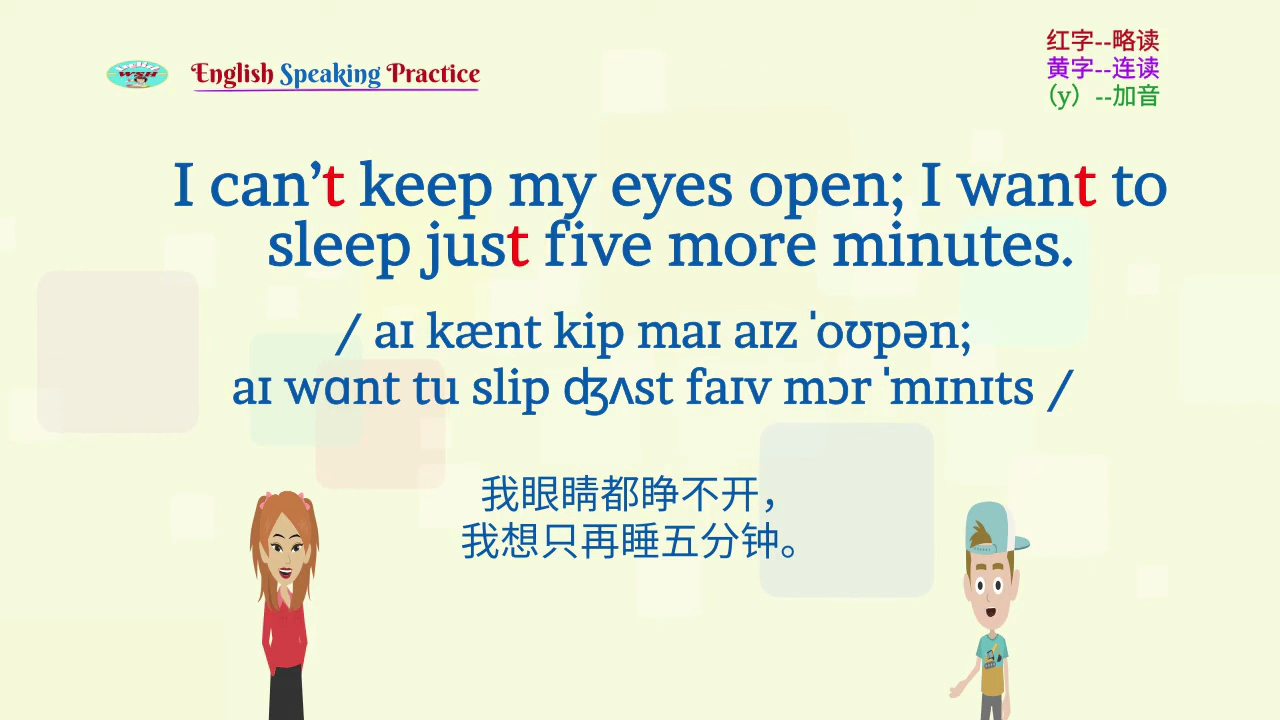 English Speaking Practice
红字--略读
黄字--连读
（y）--加音
I can’t keep my eyes open; I want to
sleep just five more minutes.
/ aɪ kænt kip maɪ aɪz ˈoʊpən;
aɪ wɑnt tu slip ʤʌst faɪv mɔr ˈmɪnɪts /
我眼睛都睁不开，
我想只再睡五分钟。